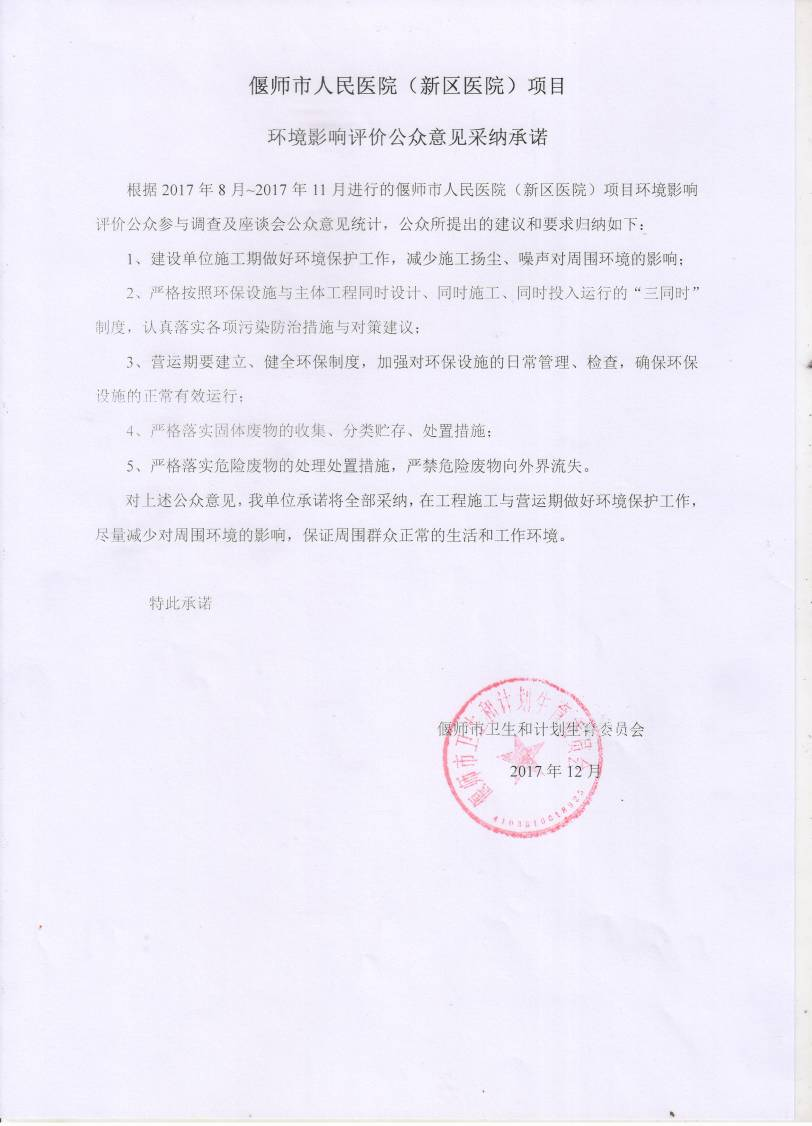 偃师市人民医院（新区医院）项目
环境影响评价公众意见采纳承诺
根据 2017 年 8 月~2017 年 11 月进行的偃师市人民医院（新区医院）项目环境影响
评价公众参与调查及座谈会公众意见统计，公众所提出的建议和要求归纳如下：
1、建设单位施工期做好环境保护工作，减少施工扬尘、噪声对周围环境的影响；
2、严格按照环保设施与主体工程同时设计、同时施工、同时投入运行的“三同时”
制度，认真落实各项污染防治措施与对策建议；
3、营运期要建立、健全环保制度，加强对环保设施的日常管理、检查，确保环保
设施的正常有效运行；
4、严格落实固体废物的收集、分类贮存、处置措施；
5、严格落实危险废物的处理处置措施，严禁危险废物向外界流失。
对上述公众意见，我单位承诺将全部采纳，在工程施工与营运期做好环境保护工作，
尽量减少对周围环境的影响，保证周围群众正常的生活和工作环境。
特此承诺
偃师市卫生和计划生育委员会
偃师市卫生和计划生育委员会
2017 年 12 月